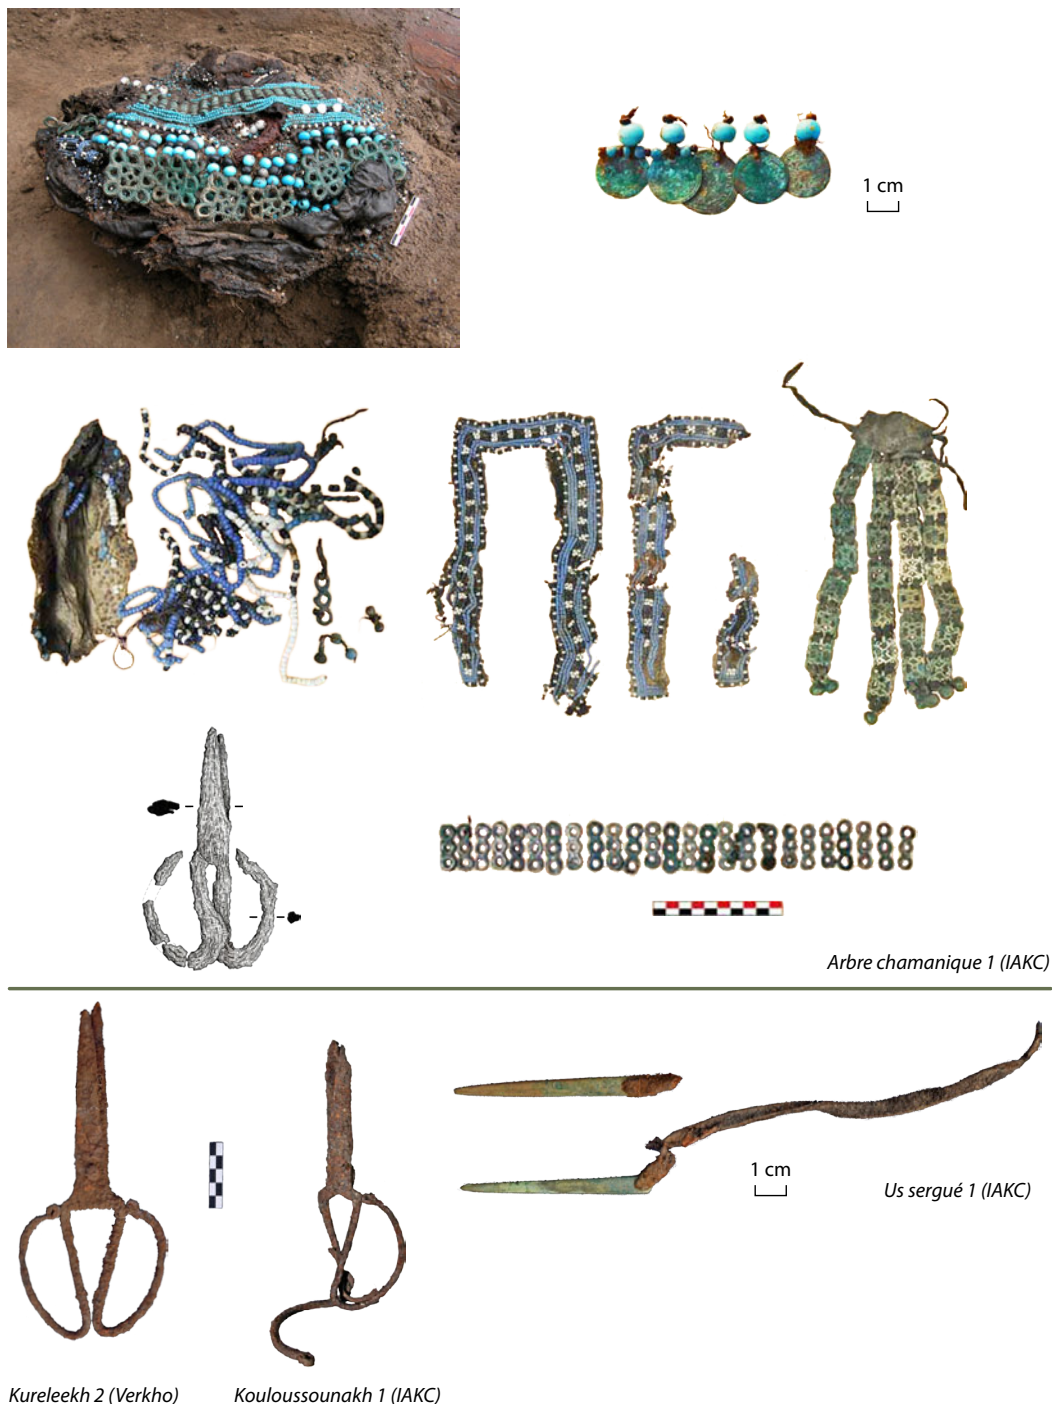 1 cm
Arbre chamanique 1 (IAKC)
1 cm
Us sergué 1 (IAKC)
Kureleekh 2 (Verkho)
Kouloussounakh 1 (IAKC)